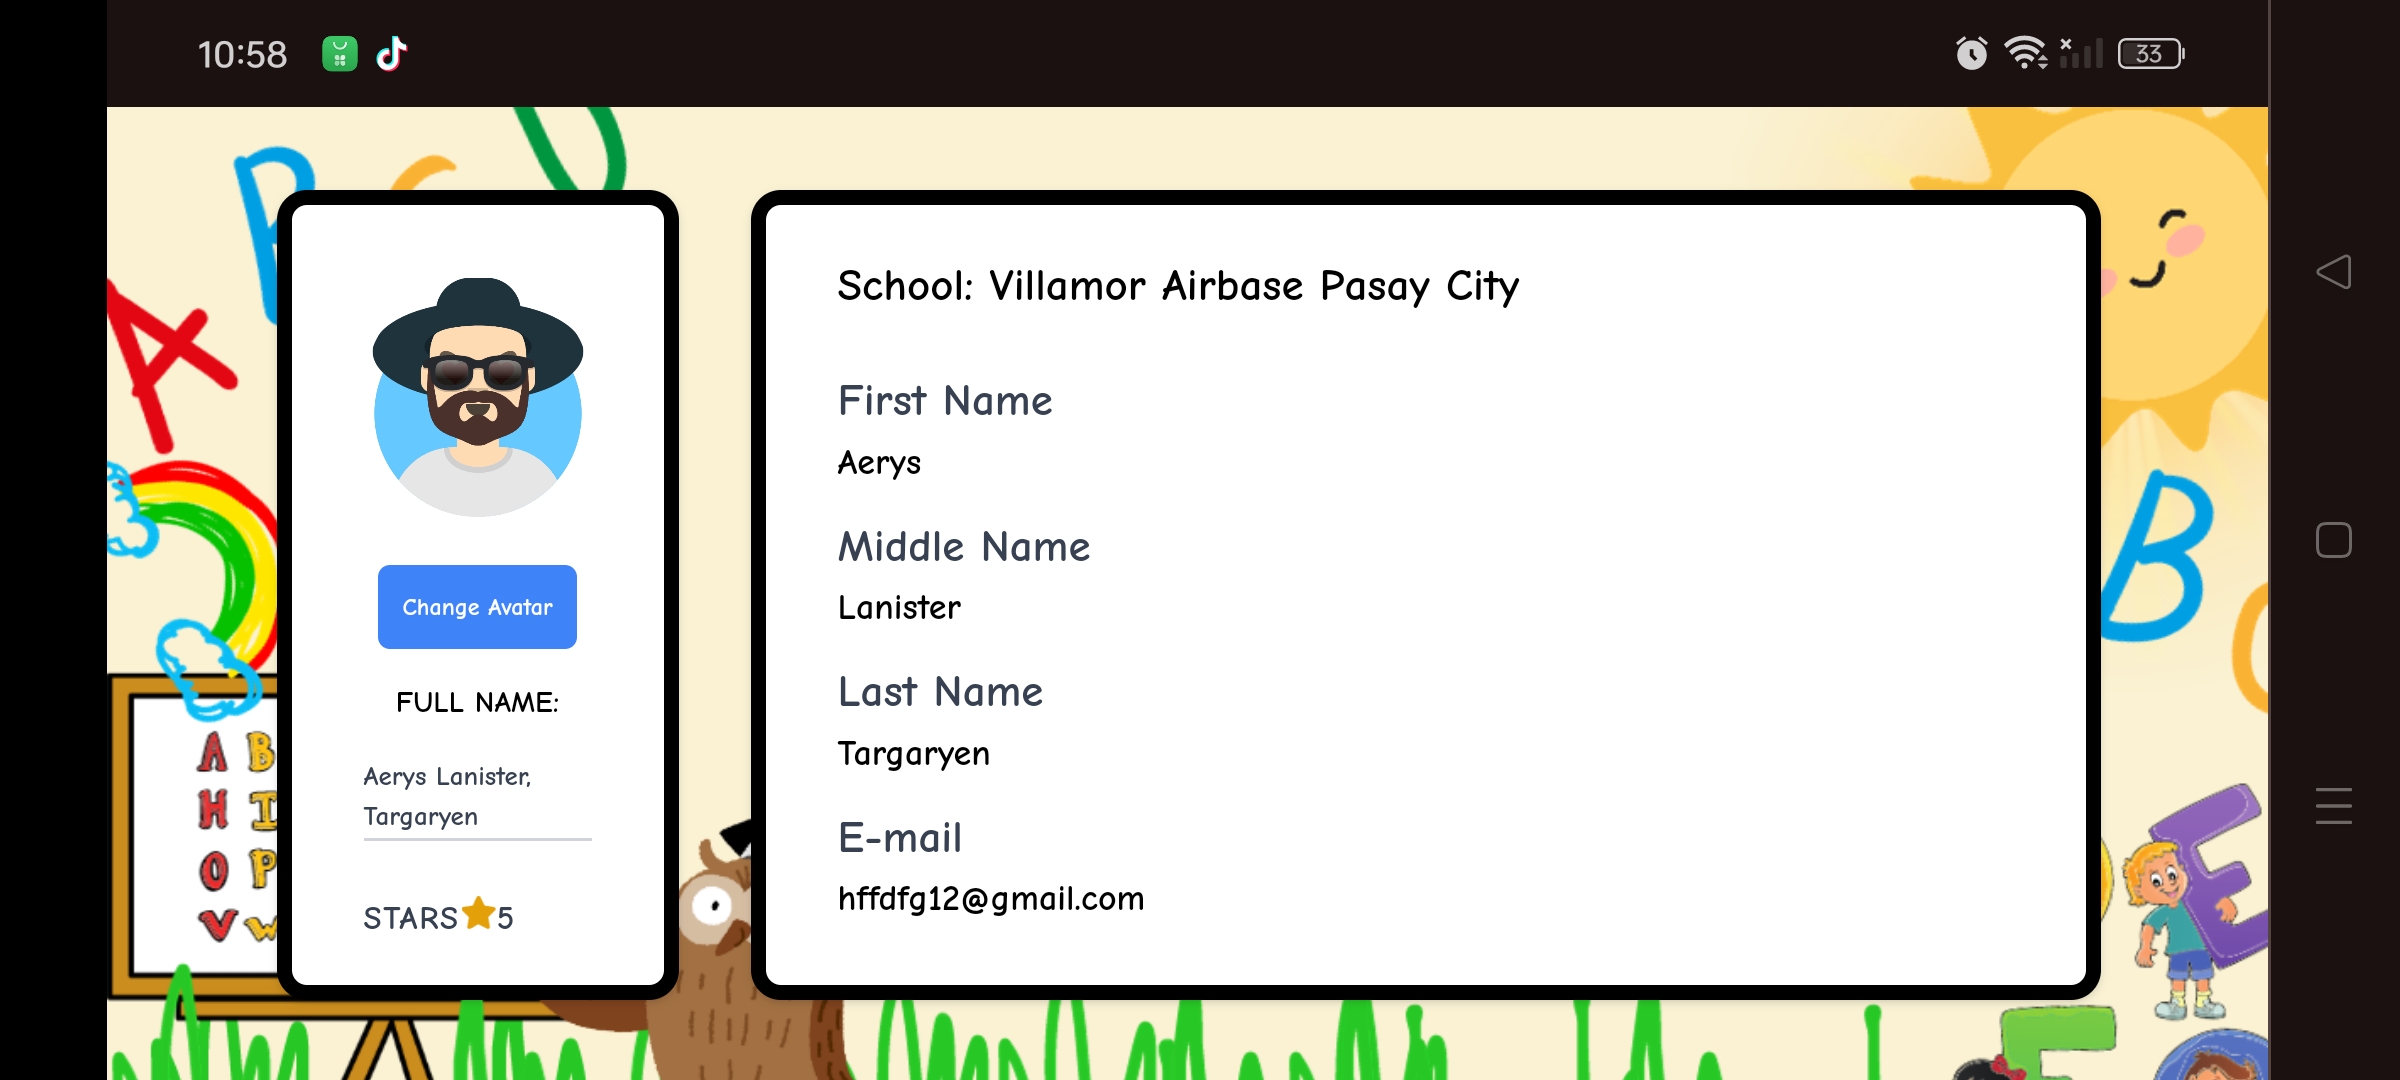 10:58
33
A B C D
Change Avatar
FULL NAME:
Aerys Lanister,
Targaryen
STARS 5
School: Villamor Airbase Pasay City
First Name
Aerys
Middle Name
Lanister
Last Name
Targaryen
E-mail
hffdfg12@gmail.com
A B
H I
O P
V W
B C
E